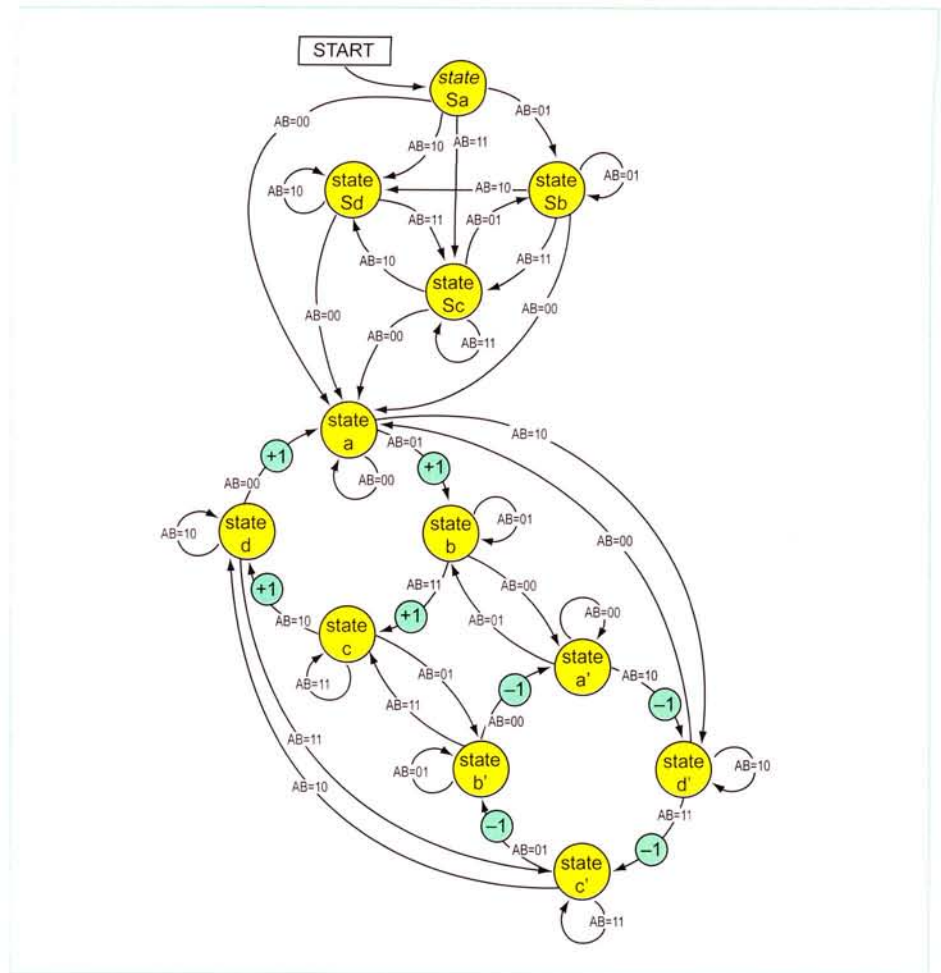 START
state
Sa
AB=00
AB=01
AB=10
AB=11
state
Sd
AB=10
AB=10
state
Sb
AB=01
AB=11
AB=01
AB=10
AB=11
state
Sc
AB=00
AB=00
AB=00
AB=11
state
a
AB=01
AB=10
+1
+1
AB=00
AB=00
state
d
AB=10
state
b
AB=01
AB=00
+1
AB=11
AB=00
+1
AB=10
AB=01
AB=00
state
c
AB=01
state
a'
AB=10
AB=11
–1
–1
AB=11
AB=00
AB=11
state
b'
AB=01
state
d'
AB=10
AB=10
–1
AB=11
AB=01
–1
state
c'
AB=11